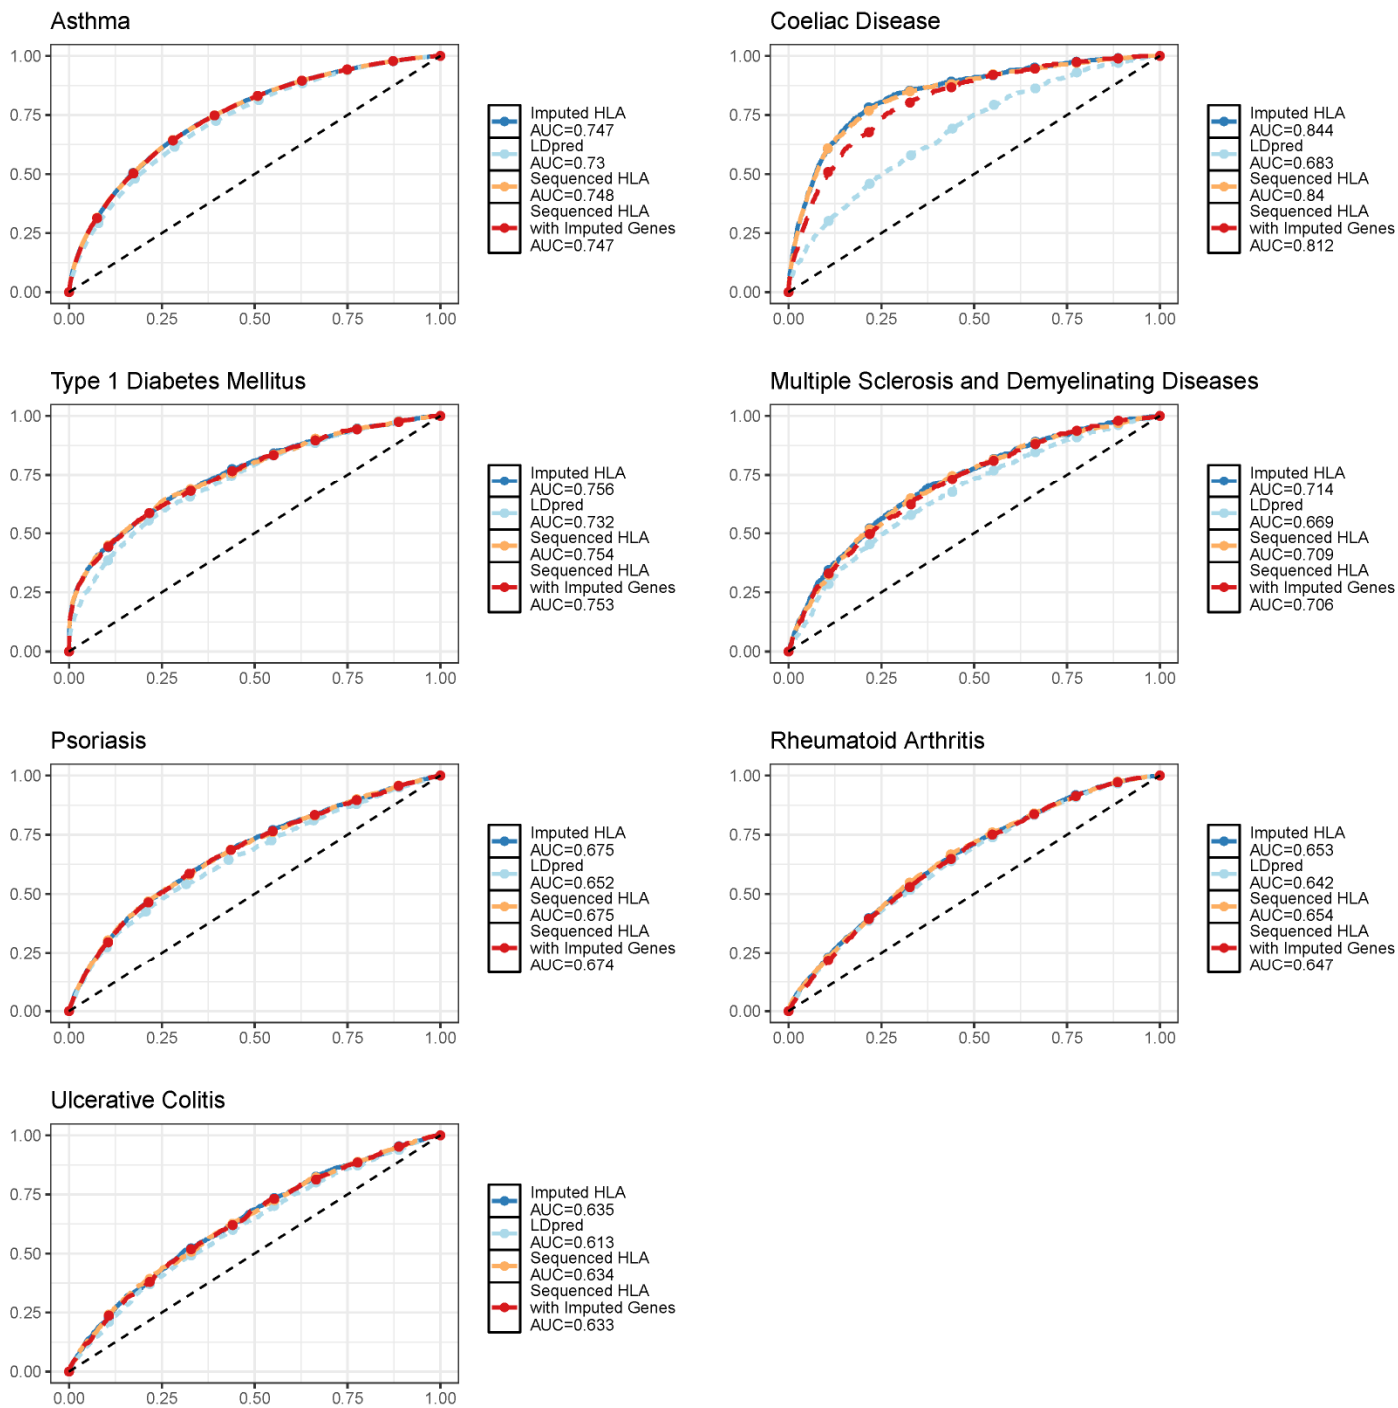 Asthma
1.00
0.75
0.50
0.25
0.00
0.00 0.25 0.50 0.75 1.00
Imputed HLA
AUC=0.747
LDpred
AUC=0.73
Sequenced HLA
AUC=0.748
Sequenced HLA
with Imputed Genes
AUC=0.747
Coeliac Disease
1.00
0.75
0.50
0.25
0.00
0.00 0.25 0.50 0.75 1.00
Imputed HLA
AUC=0.844
LDpred
AUC=0.683
Sequenced HLA
AUC=0.84
Sequenced HLA
with Imputed Genes
AUC=0.812
Type 1 Diabetes Mellitus
1.00
0.75
0.50
0.25
0.00
0.00 0.25 0.50 0.75 1.00
Imputed HLA
AUC=0.756
LDpred
AUC=0.732
Sequenced HLA
AUC=0.754
Sequenced HLA
with Imputed Genes
AUC=0.753
Multiple Sclerosis and Demyelinating Diseases
1.00
0.75
0.50
0.25
0.00
0.00 0.25 0.50 0.75 1.00
Imputed HLA
AUC=0.714
LDpred
AUC=0.669
Sequenced HLA
AUC=0.709
Sequenced HLA
with Imputed Genes
AUC=0.706
Psoriasis
1.00
0.75
0.50
0.25
0.00
0.00 0.25 0.50 0.75 1.00
Imputed HLA
AUC=0.675
LDpred
AUC=0.652
Sequenced HLA
AUC=0.675
Sequenced HLA
with Imputed Genes
AUC=0.674
Rheumatoid Arthritis
1.00
0.75
0.50
0.25
0.00
0.00 0.25 0.50 0.75 1.00
Imputed HLA
AUC=0.653
LDpred
AUC=0.642
Sequenced HLA
AUC=0.654
Sequenced HLA
with Imputed Genes
AUC=0.647
Ulcerative Colitis
1.00
0.75
0.50
0.25
0.00
0.00 0.25 0.50 0.75 1.00
Imputed HLA
AUC=0.635
LDpred
AUC=0.613
Sequenced HLA
AUC=0.634
Sequenced HLA
with Imputed Genes
AUC=0.633